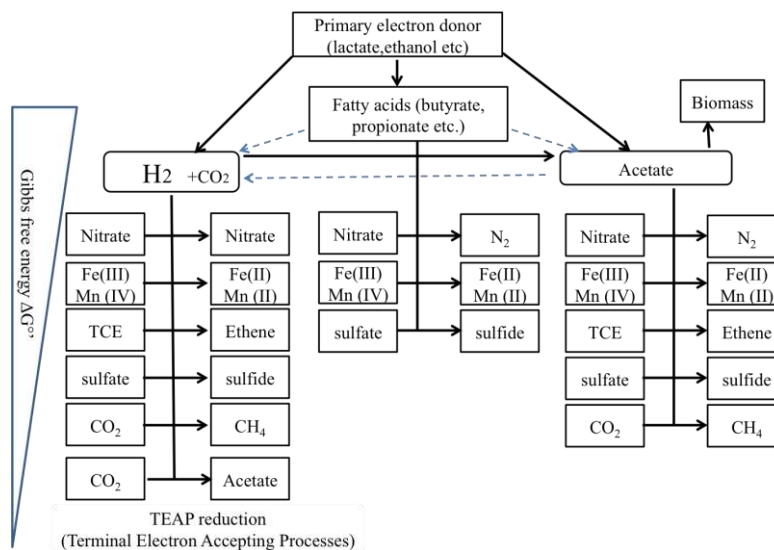 Primary electron donor
(lactate,ethanol etc)
Fatty acids (butyrate,
propionate etc.)
Biomass
H2 +CO2
Acetate
Gibbs free energy ΔG°’
Nitrate
Nitrate
Nitrate
N2
Nitrate
N2
Fe(III)
Mn (IV)
Fe(II)
Mn (II)
Fe(III)
Mn (IV)
Fe(II)
Mn (II)
Fe(III)
Mn (IV)
Fe(II)
Mn (II)
TCE
Ethene
sulfate
sulfide
TCE
Ethene
sulfate
sulfide
sulfate
sulfide
CO2
CH4
CO2
CH4
CO2
Acetate
TEAP reduction
(Terminal Electron Accepting Processes)